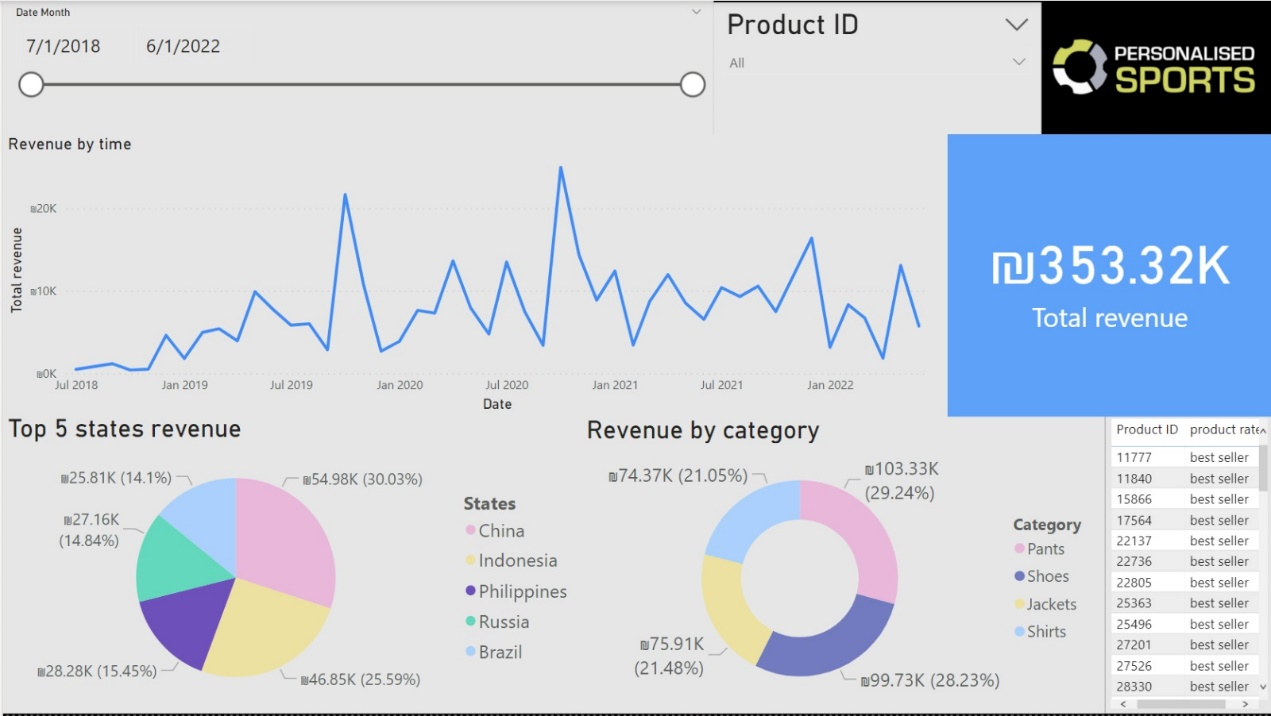 Date Month
7/1/2018 6/1/2022
Product ID
All
PERSONALISED
SPORTS
Revenue by time
Total revenue
₪20K
₪10K
₪0K
Jul 2018 Jan 2019 Jul 2019 Jan 2020 Jul 2020 Jan 2021 Jul 2021 Jan 2022
Date
₪353.32K
Total revenue
Top 5 states revenue
₪25.81K (14.1%)
₪54.98K (30.03%)
₪27.16K
(14.84%)
₪28.28K (15.45%)
₪46.85K (25.59%)
States
China
Indonesia
Philippines
Russia
Brazil
Revenue by category
₪74.37K (21.05%)
₪103.33K
(29.24%)
₪75.91K
(21.48%)
₪99.73K (28.23%)
Category
Pants
Shoes
Jackets
Shirts
Product ID product rate
11777 best seller
11840 best seller
15866 best seller
17564 best seller
22137 best seller
22736 best seller
22805 best seller
25363 best seller
25496 best seller
27201 best seller
27526 best seller
28330 best seller